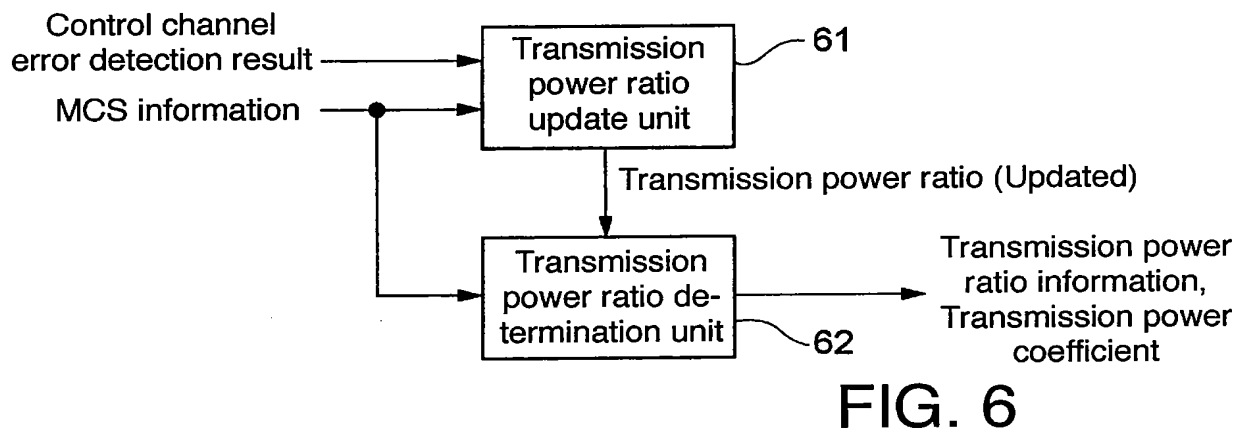 Control channel
error detection result
MCS information
Transmission
power ratio
update unit
61
Transmission power ratio (Updated)
Transmission
power ratio de-
termination unit
62
Transmission power
ratio information,
Transmission power
coefficient
FIG. 6